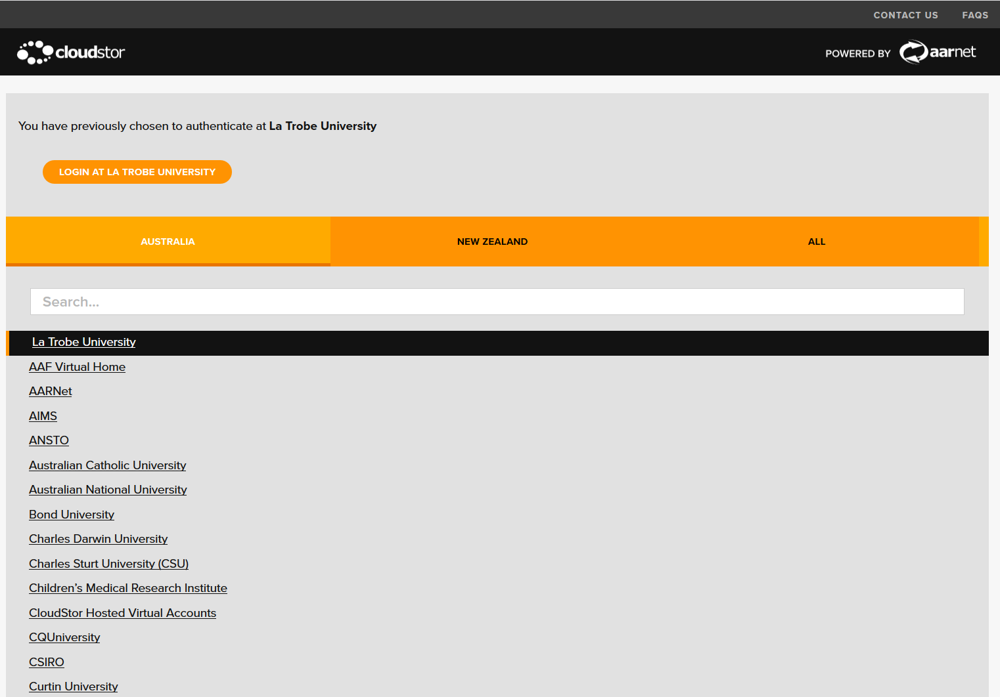 CONTACT US FAQS
cloudstor POWERED BY aarnet
You have previously chosen to authenticate at La Trobe University
LOGIN AT LA TROBE UNIVERSITY
AUSTRALIA NEW ZEALAND ALL
Search...
La Trobe University
AAF Virtual Home
AARNet
AIMS
ANSTO
Australian Catholic University
Australian National University
Bond University
Charles Darwin University
Charles Sturt University (CSU)
Children’s Medical Research Institute
CloudStor Hosted Virtual Accounts
CQUniversity
CSIRO
Curtin University